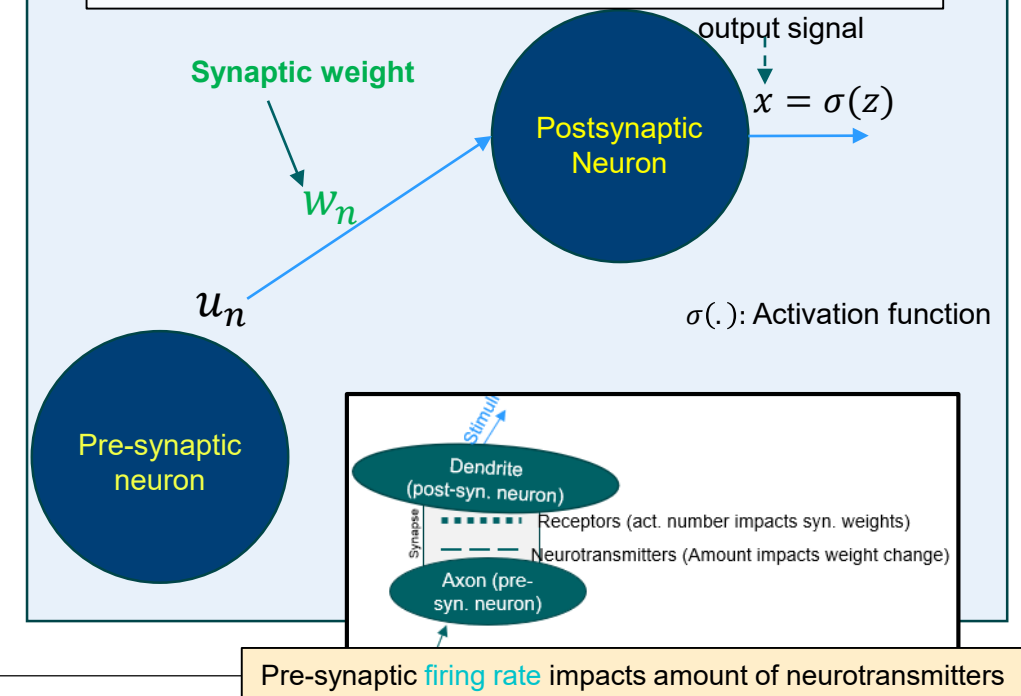 output signal
Synaptic weight
x = σ(z)
Postsynaptic
Neuron
wₙ
uₙ
σ(.): Activation function
Pre-synaptic
neuron
Stimuli
Dendrite
(post-syn. neuron)
Synapse
Receptors (act. number impacts syn. weights)
Neurotransmitters (Amount impacts weight change)
Axon (pre-
syn. neuron)
Pre-synaptic firing rate impacts amount of neurotransmitters